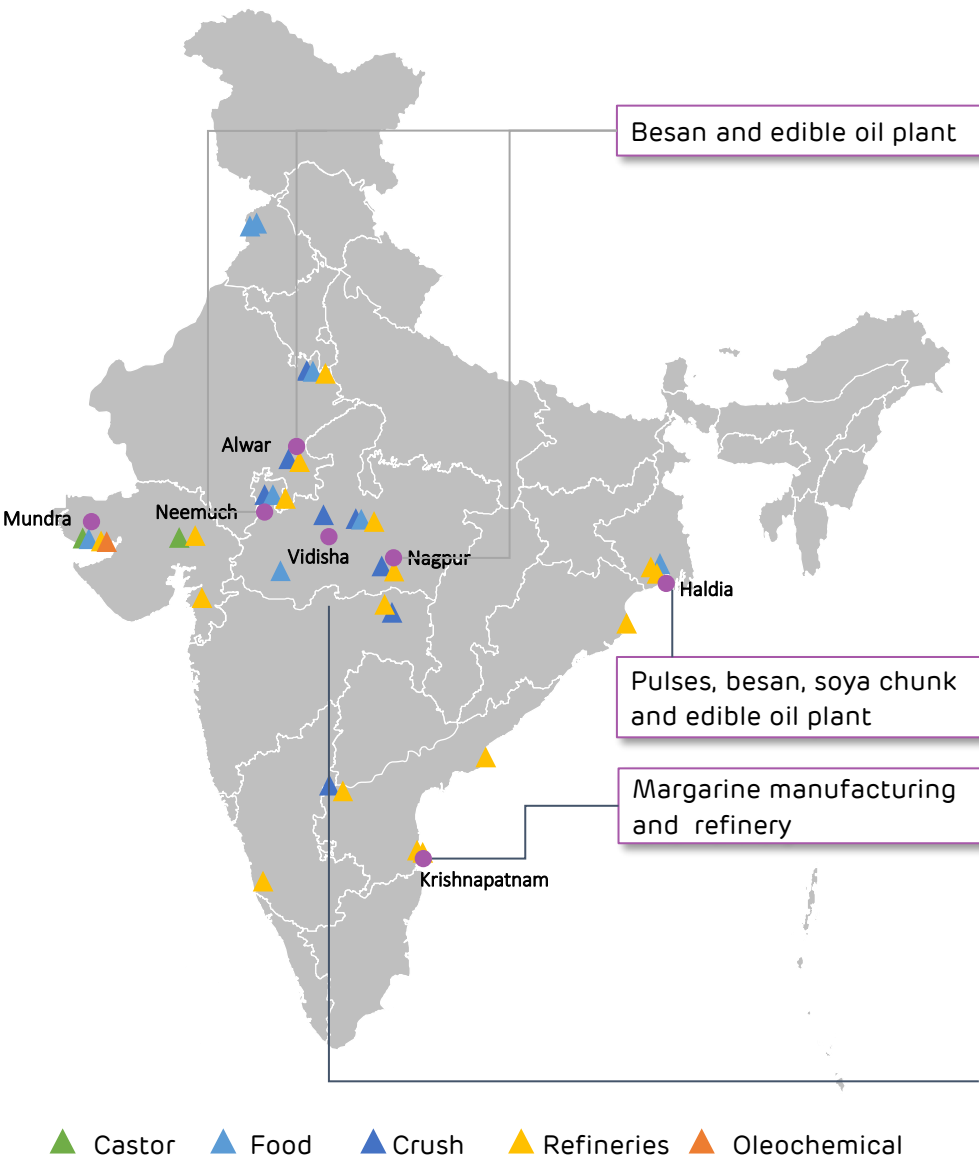 Besan and edible oil plant
Alwar
Mundra
Neemuch
Vidisha
Nagpur
Haldia
Pulses, besan, soya chunk
and edible oil plant
Margarine manufacturing
and refinery
Krishnapatnam
Castor Food Crush Refineries Oleochemical